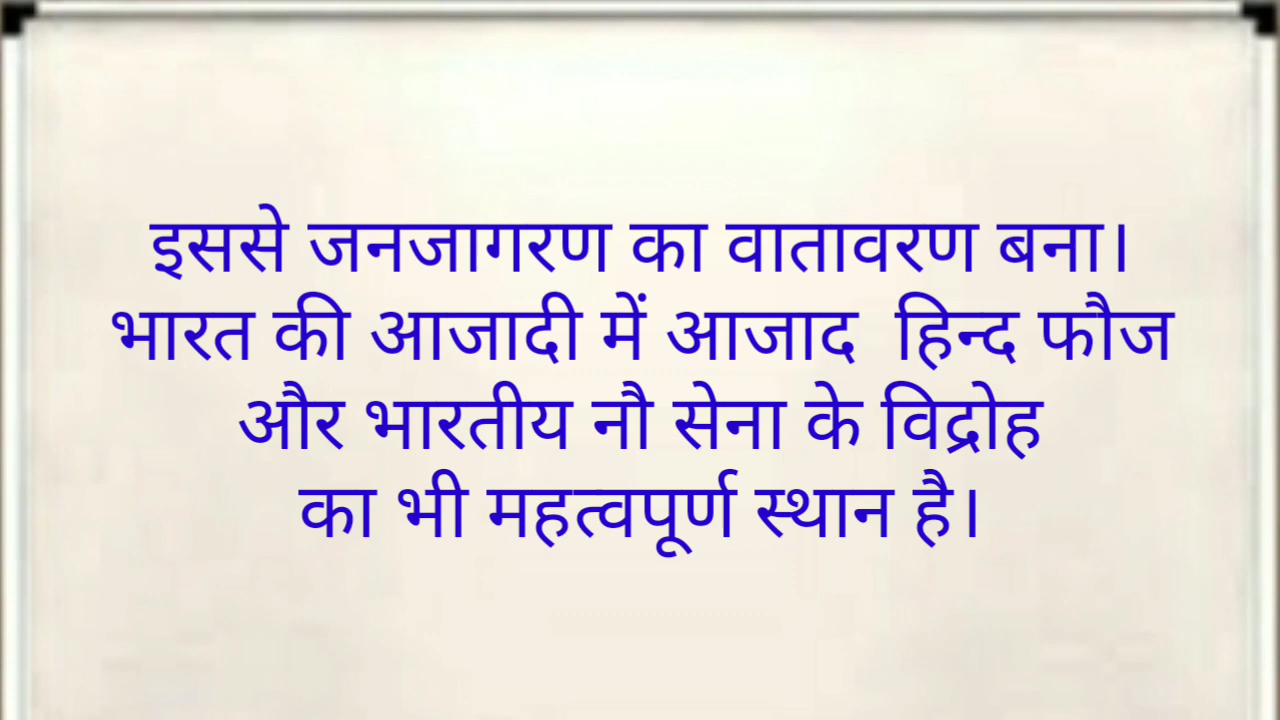 इससे जनजागरण का वातावरण बना।
भारत की आजादी में आजाद  हिन्द फौज
और भारतीय नौ सेना के विद्रोह
का भी महत्वपूर्ण स्थान है।